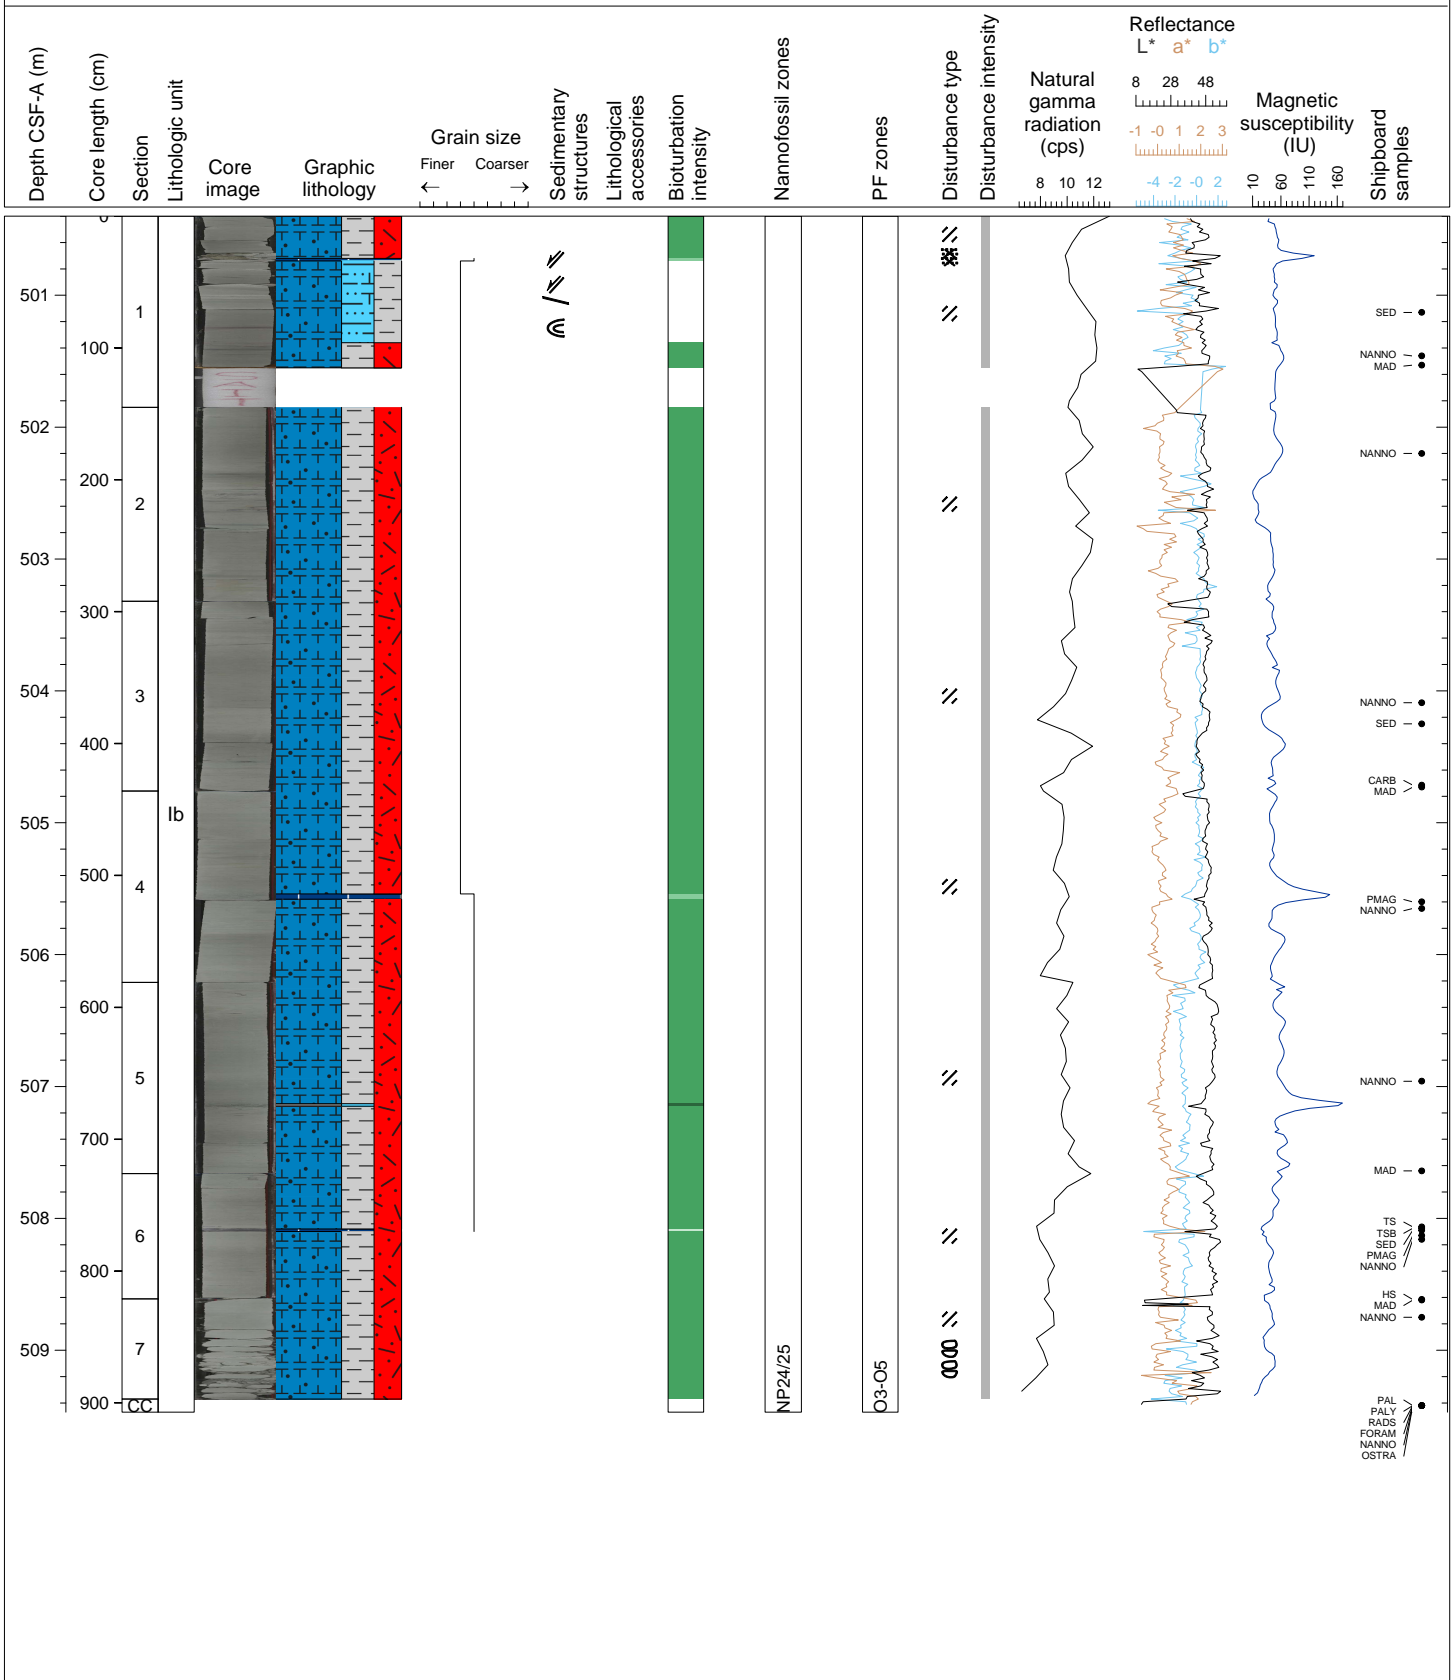 Depth CSF-A (m)
Core length (cm)
Section
Lithologic unit
Core
image
Graphic
lithology
Grain size
Finer
Coarser
← →
Sedimentary
structures
Lithological
accessories
Bioturbation
intensity
Nannofossil zones
PF zones
Disturbance type
Disturbance intensity
Natural
gamma
radiation
(cps)
8 10 12
Reflectance
L* a* b*
8 28 48
-1 -0 1 2 3
-4 -2 -0 2
Magnetic
susceptibility
(IU)
10 60 110 160
Shipboard
samples
501
502
503
504
505
506
507
508
509
0
100
200
300
400
500
600
700
800
900
1
2
3
4
5
6
7
CC
Ib
NP24/25
O3-O5
SED
NANNO
MAD
NANNO
NANNO
SED
CARB
MAD
PMAG
NANNO
NANNO
MAD
TS
TSB
SED
PMAG
NANNO
HS
MAD
NANNO
PAL
PALY
RADS
FORAM
NANNO
OSTRA